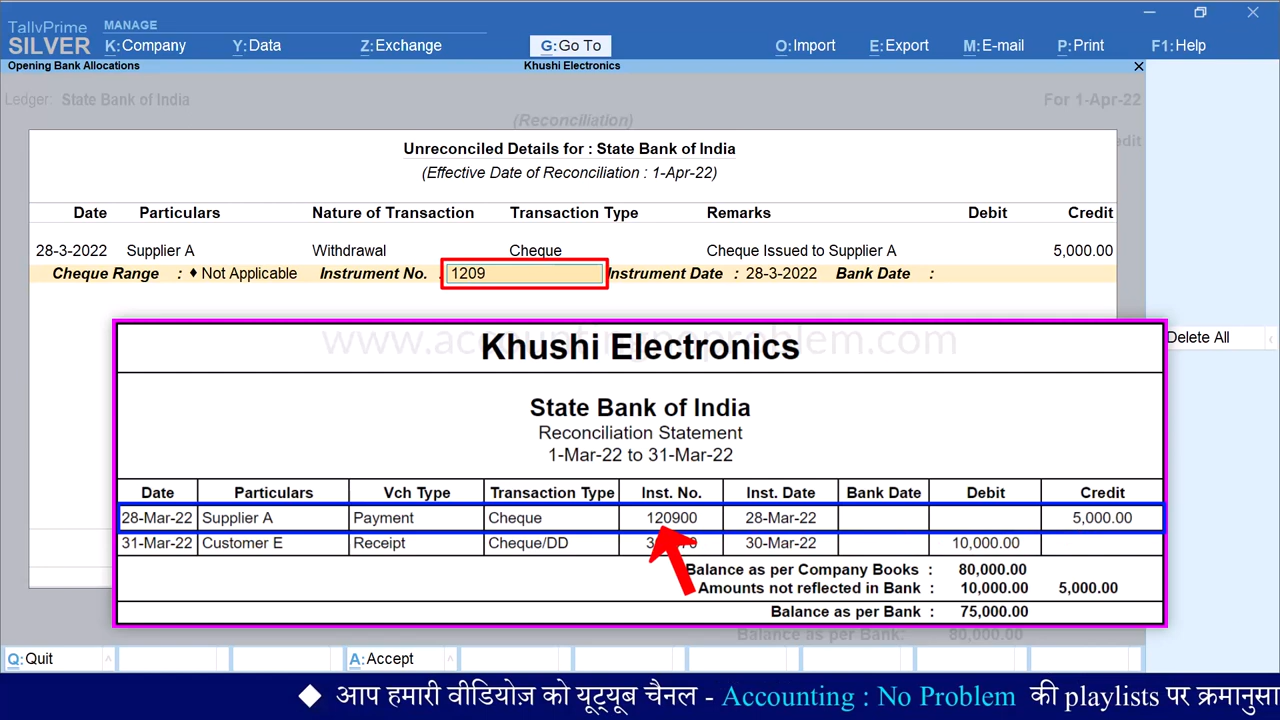 TallyPrime MANAGE
SILVER K:Company Y:Data Z:Exchange G:Go To O:Import E:Export M:E-mail P:Print F1:Help
Opening Bank Allocations Khushi Electronics
Ledger: State Bank of India For 1-Apr-22
(Reconciliation)
Unreconciled Details for : State Bank of India
(Effective Date of Reconciliation : 1-Apr-22)
Date Particulars Nature of Transaction Transaction Type Remarks Debit Credit
28-3-2022 Supplier A Withdrawal Cheque Cheque Issued to Supplier A 5,000.00
Cheque Range : ♦ Not Applicable Instrument No. : 1209 Instrument Date : 28-3-2022 Bank Date :
Delete All
Khushi Electronics
State Bank of India
Reconciliation Statement
1-Mar-22 to 31-Mar-22
Date Particulars Vch Type Transaction Type Inst. No. Inst. Date Bank Date Debit Credit
28-Mar-22 Supplier A Payment Cheque 120900 28-Mar-22 5,000.00
31-Mar-22 Customer E Receipt Cheque/DD 30-Mar-22 10,000.00
Balance as per Company Books : 80,000.00
Amounts not reflected in Bank : 10,000.00 5,000.00
Balance as per Bank : 75,000.00
Balance as per Bank: 80,000.00
Q:Quit A:Accept
◆ आप हमारी वीडियोज़ को यूट्यूब चैनल - Accounting : No Problem की playlists पर क्रमानुसा